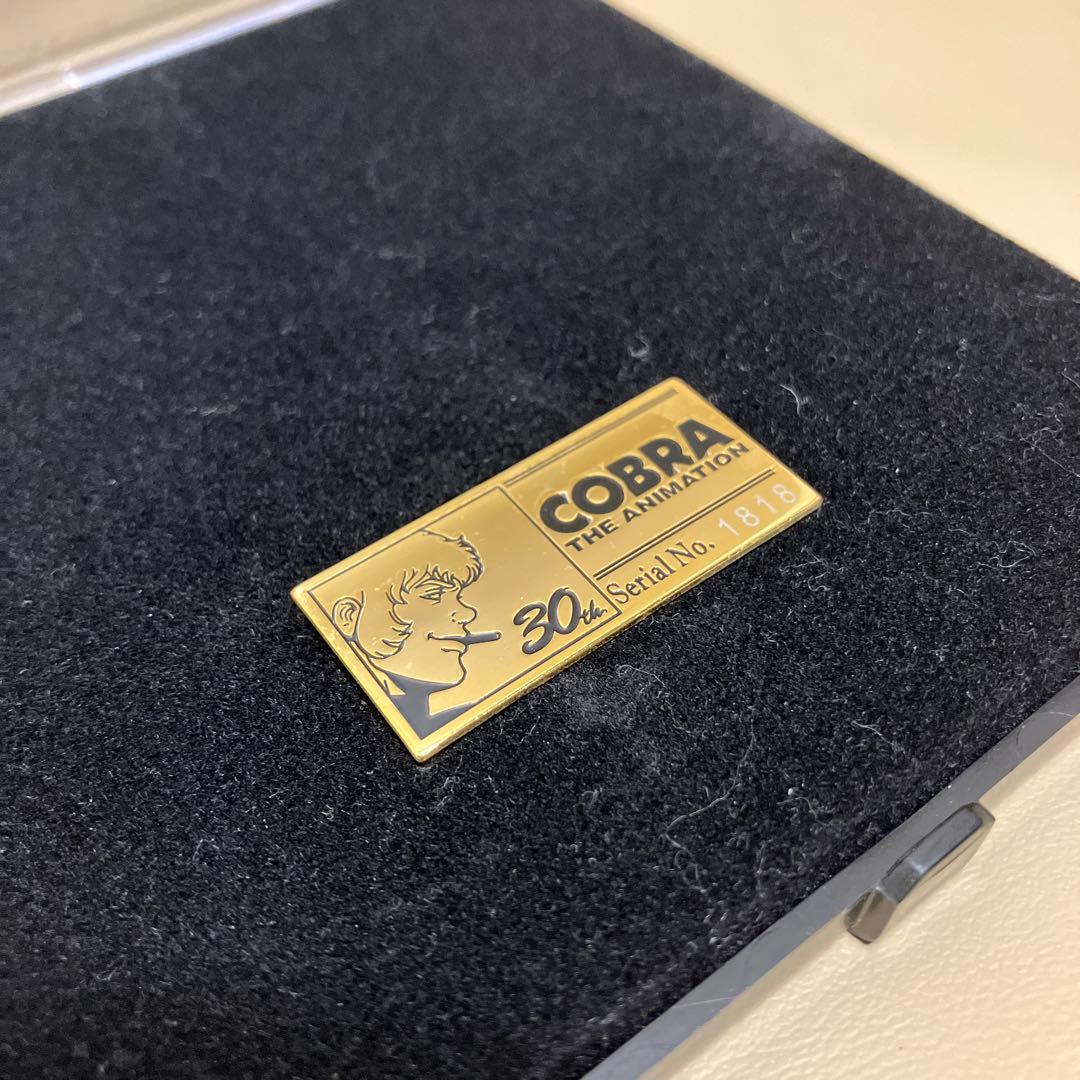 COBRA
THE ANIMATION
Serial No. 1818
30th